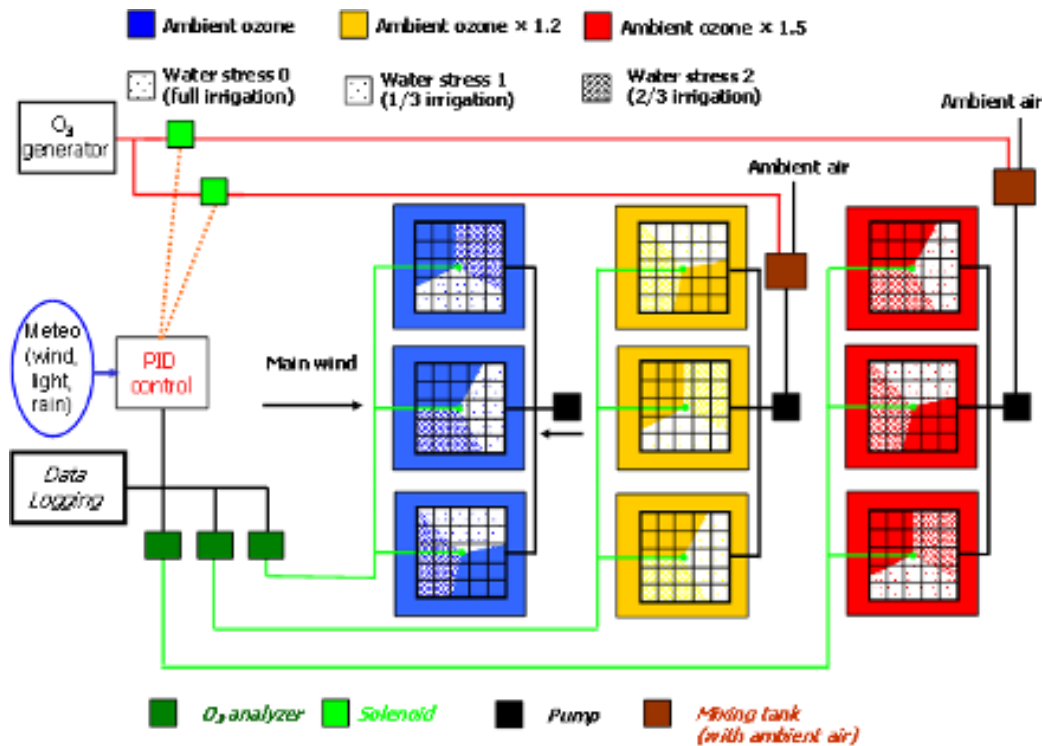 Ambient ozone
Ambient ozone × 1.2
Ambient ozone × 1.5
Water stress 0
(full irrigation)
Water stress 1
(1/3 irrigation)
Water stress 2
(2/3 irrigation)
Ambient air
O3
generator
Ambient air
Meteo
(wind,
light,
rain)
PID
control
Main wind
Data
Logging
O3 analyzer
Solenoid
Pump
Mixing tank
(with ambient air)